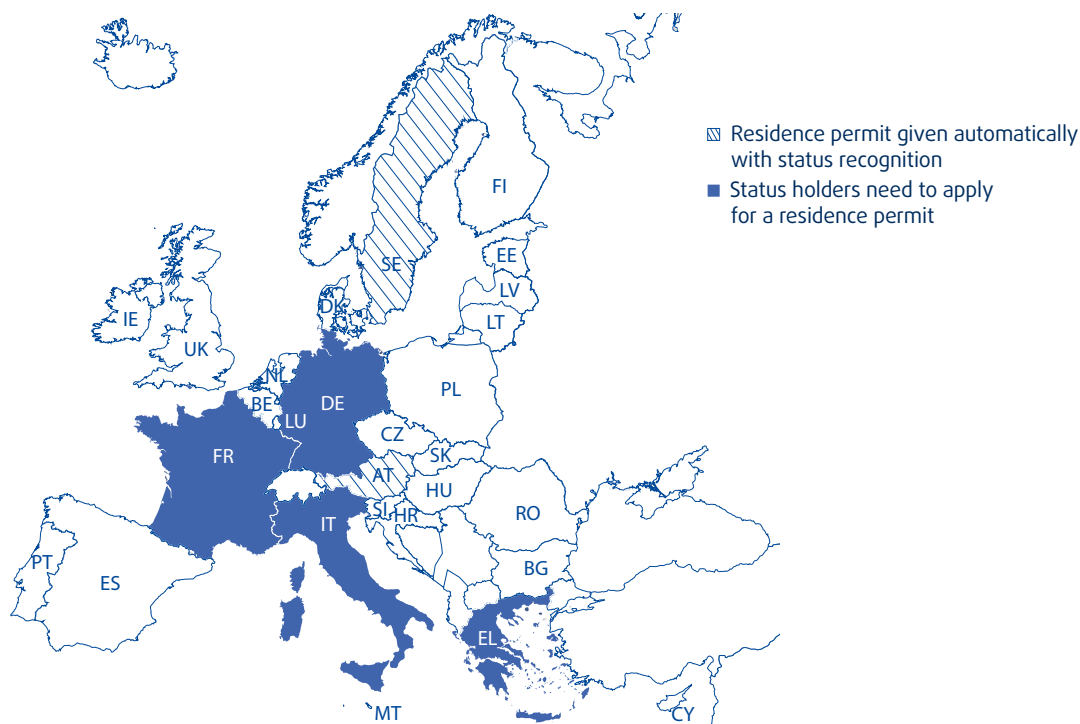 Residence permit given automatically
with status recognition
Status holders need to apply
for a residence permit
FI
SE
EE
LV
DK
LT
IE
UK
NL
PL
BE
DE
LU
CZ
FR
SK
AT
HU
SI
HR
RO
IT
PT
ES
BG
EL
MT
CY